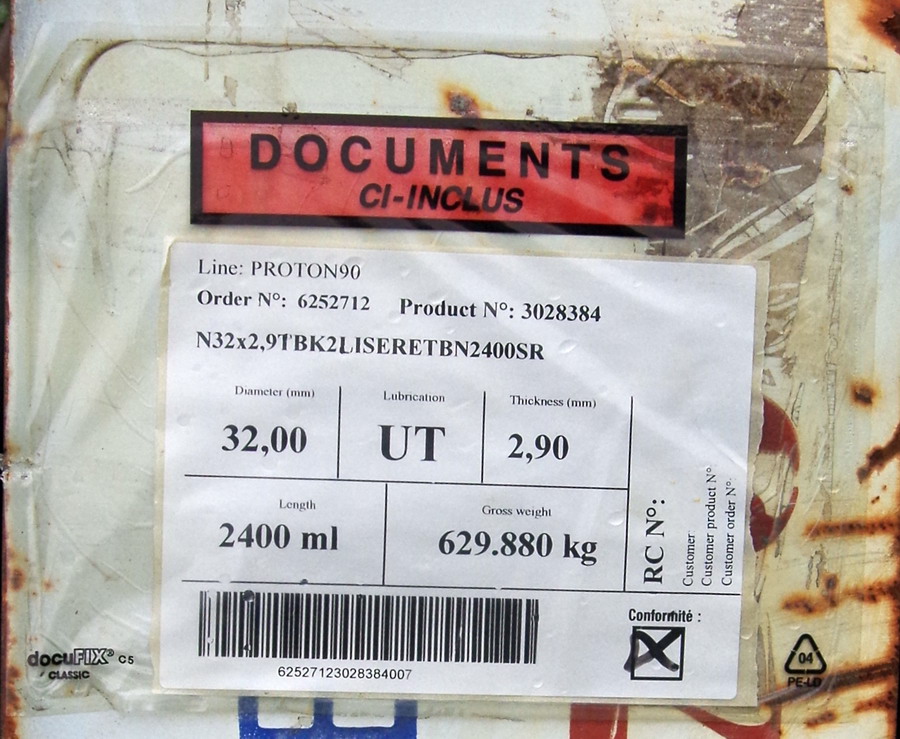 DOCUMENTS
CI-INCLUS
Line: PROTON90
Order N°: 6252712 Product N°: 3028384
N32x2,9TBK2LISERETBN2400SR
Diameter (mm) Lubrication Thickness (mm)
32,00 UT 2,90
Length Gross weight
2400 ml 629.880 kg
RC N°:
Customer
Customer product N°
Customer order N°
62527123028384007
Conformité :
docuFIX® C5
CLASSIC
04
PE-LD